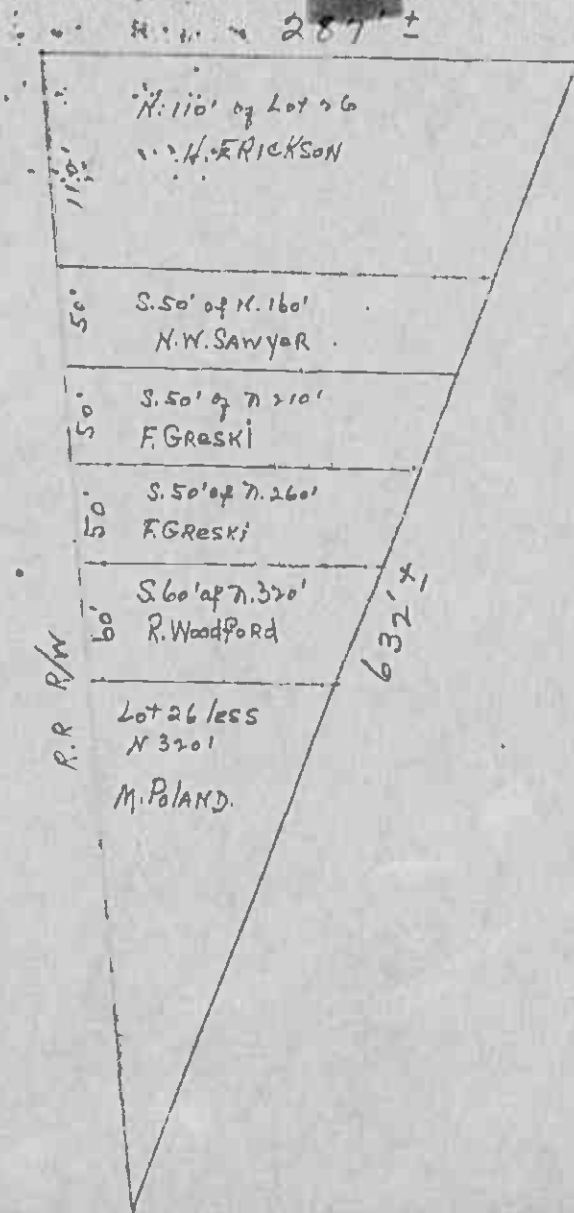 287' ±
N. 110' of Lot 26
H. ERICKSON
110'
S. 50' of N. 160'
N.W. SAWYER
50'
S. 50' of N 210'
F. GRESKI
50'
S. 50' of N. 260'
F. GRESKI
50'
S. 60' of N. 320'
R. WoodFoRd
60'
632' ±
R.R R/W
Lot 26 less
N 320'
M. PolAND.